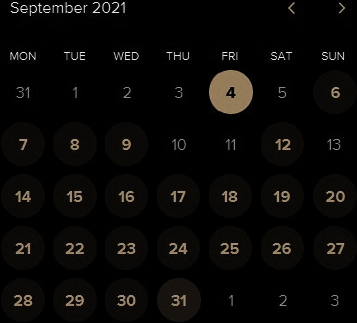 September 2021
MON TUE WED THU FRI SAT SUN
31 1 2 3 4 5 6
7 8 9 10 11 12 13
14 15 16 17 18 19 20
21 22 23 24 25 26 27
28 29 30 31 1 2 3